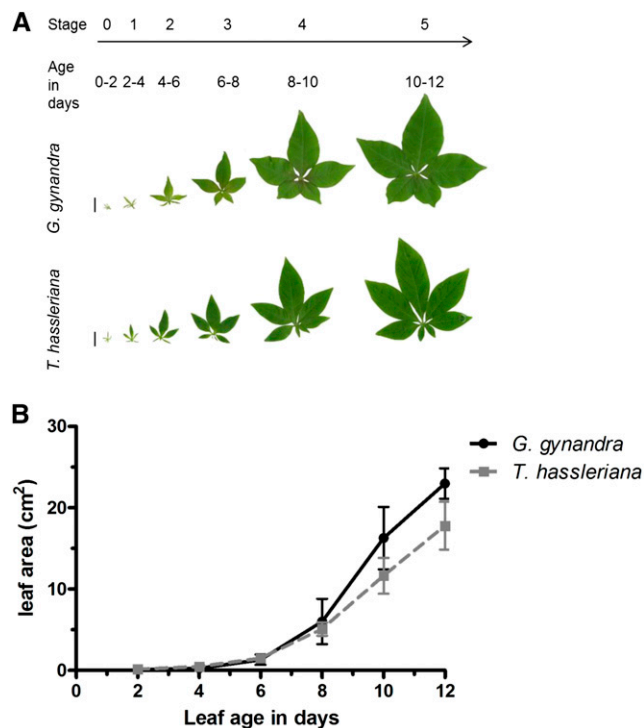 A
Stage 0 1 2 3 4 5
Age in days 0-2 2-4 4-6 6-8 8-10 10-12
G. gynandra
T. hassleriana
B
leaf area (cm2)
30
20
10
0
0 2 4 6 8 10 12
Leaf age in days
G. gynandra
T. hassleriana